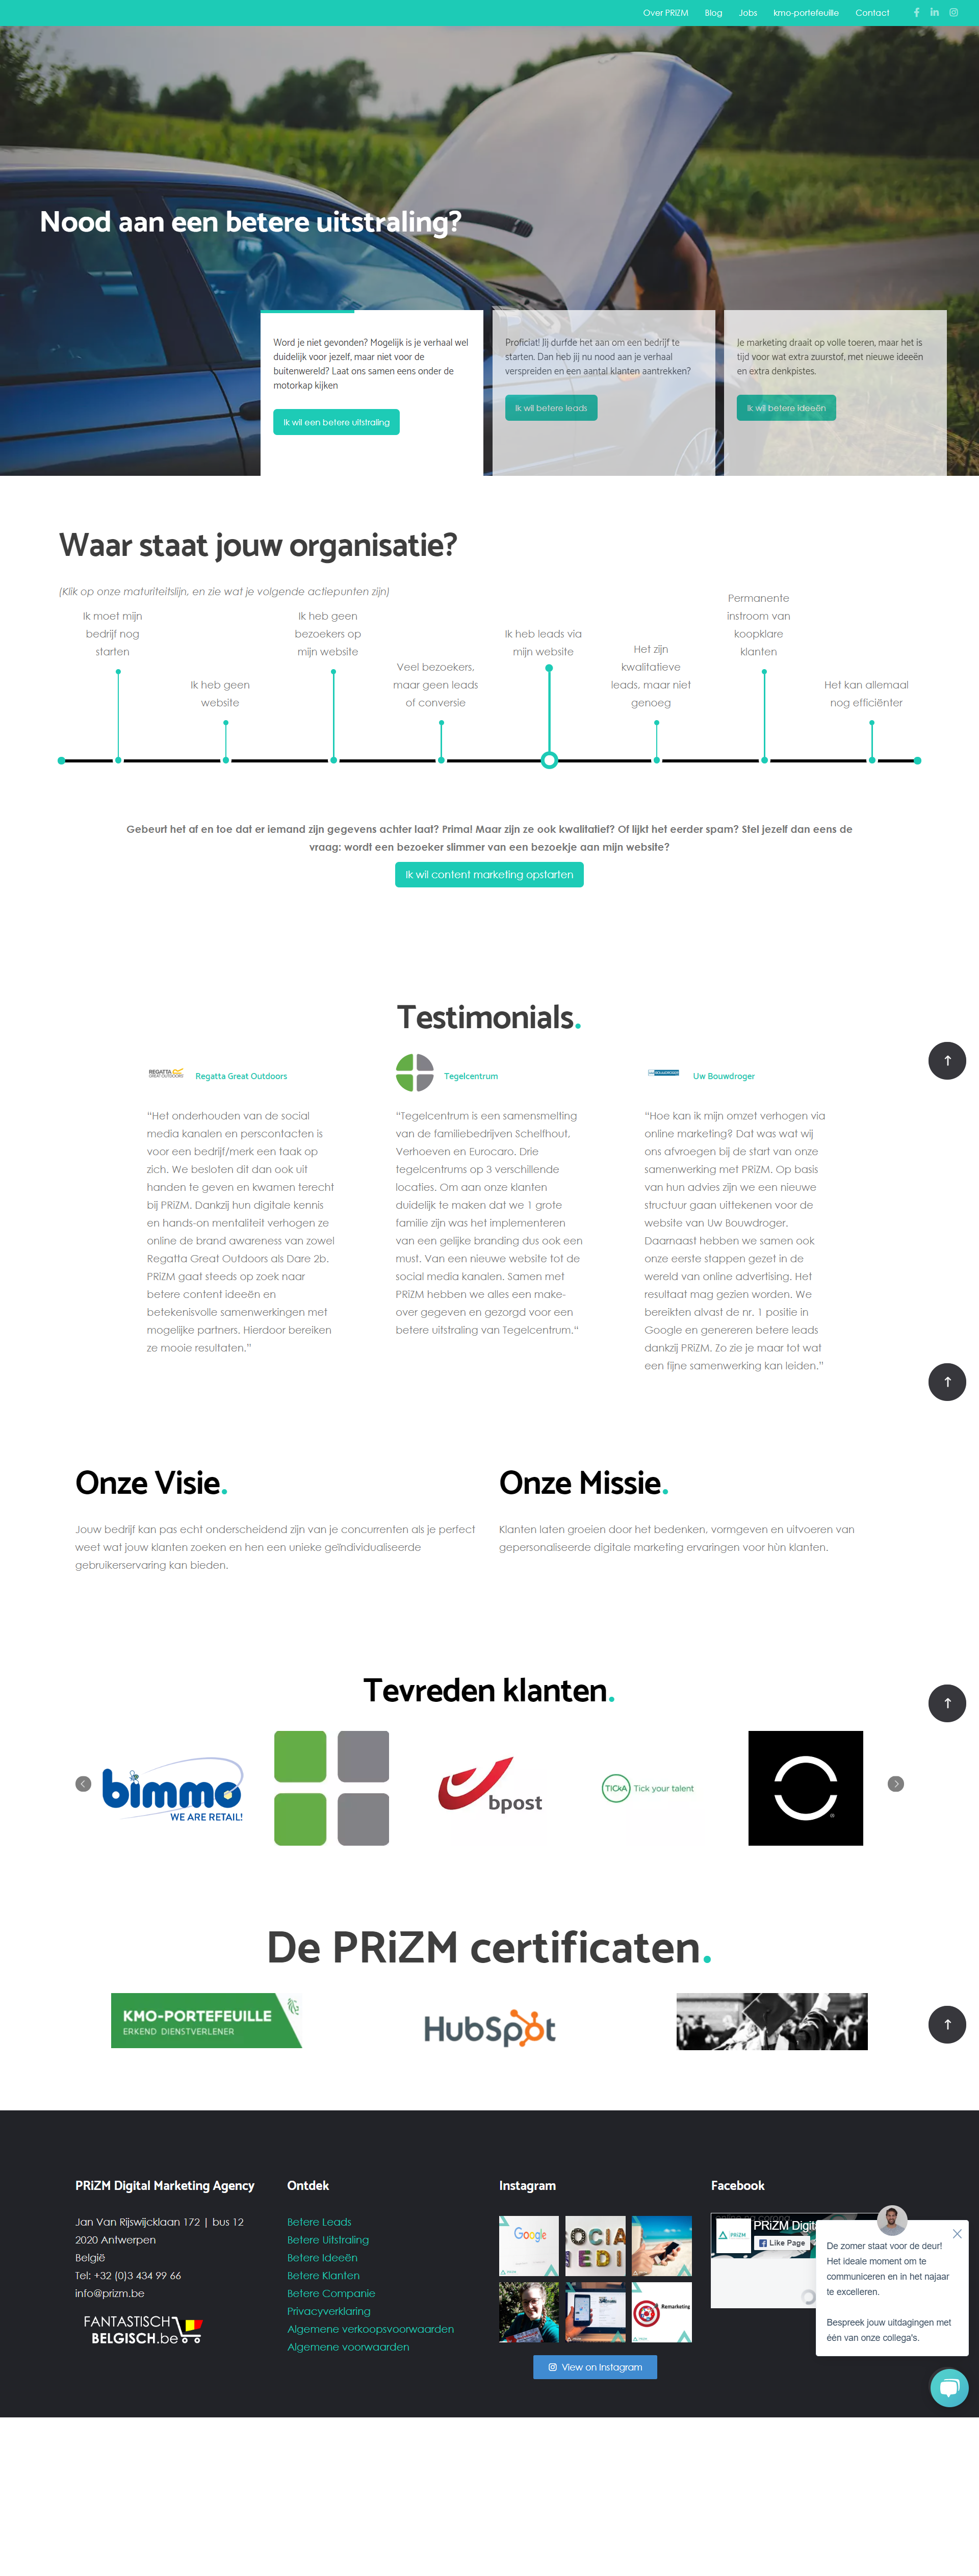 Over PRiZM Blog Jobs kmo-portefeuille Contact
Nood aan een betere uitstraling?
Word je niet gevonden? Mogelijk is je verhaal wel
duidelijk voor jezelf, maar niet voor de
buitenwereld? Laat ons samen eens onder de
motorkap kijken
Ik wil een betere uitstraling
Proficiat! Jij durfde het aan om een bedrijf te
starten. Dan heb jij nu nood aan je verhaal
verspreiden en een aantal klanten aantrekken?
Ik wil betere leads
Je marketing draait op volle toeren, maar het is
tijd voor wat extra zuurstof, met nieuwe ideeën
en extra denkpistes.
Ik wil betere ideeën
Waar staat jouw organisatie?
(Klik op onze maturiteitslijn, en zie wat je volgende actiepunten zijn)
Ik moet mijn
bedrijf nog
starten
Ik heb geen
website
Ik heb geen
bezoekers op
mijn website
Veel bezoekers,
maar geen leads
of conversie
Ik heb leads via
mijn website
Het zijn
kwalitatieve
leads, maar niet
genoeg
Permanente
instroom van
koopklare
klanten
Het kan allemaal
nog efficiënter
Gebeurt het af en toe dat er iemand zijn gegevens achter laat? Prima! Maar zijn ze ook kwalitatief? Of lijkt het eerder spam? Stel jezelf dan eens de
vraag: wordt een bezoeker slimmer van een bezoekje aan mijn website?
Ik wil content marketing opstarten
Testimonials.
REGATTA
GREAT OUTDOORS
Regatta Great Outdoors
"Het onderhouden van de social
media kanalen en perscontacten is
voor een bedrijf/merk een taak op
zich. We besloten dit dan ook uit
handen te geven en kwamen terecht
bij PRiZM. Dankzij hun digitale kennis
en hands-on mentaliteit verhogen ze
online de brand awareness van zowel
Regatta Great Outdoors als Dare 2b.
PRiZM gaat steeds op zoek naar
betere content ideeën en
betekenisvolle samenwerkingen met
mogelijke partners. Hierdoor bereiken
ze mooie resultaten."
Tegelcentrum
"Tegelcentrum is een samensmelting
van de familiebedrijven Schelfhout,
Verhoeven en Eurocaro. Drie
tegelcentrums op 3 verschillende
locaties. Om aan onze klanten
duidelijk te maken dat we 1 grote
familie zijn was het implementeren
van een gelijke branding dus ook een
must. Van een nieuwe website tot de
social media kanalen. Samen met
PRiZM hebben we alles een make-
over gegeven en gezorgd voor een
betere uitstraling van Tegelcentrum."
Uw Bouwdroger
"Hoe kan ik mijn omzet verhogen via
online marketing? Dat was wat wij
ons afvroegen bij de start van onze
samenwerking met PRiZM. Op basis
van hun advies zijn we een nieuwe
structuur gaan uittekenen voor de
website van Uw Bouwdroger.
Daarnaast hebben we samen ook
onze eerste stappen gezet in de
wereld van online advertising. Het
resultaat mag gezien worden. We
bereikten alvast de nr. 1 positie in
Google en genereren betere leads
dankzij PRiZM. Zo zie je maar tot wat
een fijne samenwerking kan leiden."
Onze Visie.
Jouw bedrijf kan pas echt onderscheidend zijn van je concurrenten als je perfect
weet wat jouw klanten zoeken en hen een unieke geïndividualiseerde
gebruikerservaring kan bieden.
Onze Missie.
Klanten laten groeien door het bedenken, vormgeven en uitvoeren van
gepersonaliseerde digitale marketing ervaringen voor hùn klanten.
Tevreden klanten.
bimmo
WE ARE RETAIL!
bpost
TICKA Tick your talent
De PRiZM certificaten.
KMO-PORTEFEUILLE
ERKEND DIENSTVERLENER
HubSpot
PRiZM Digital Marketing Agency
Jan Van Rijswijcklaan 172 | bus 12
2020 Antwerpen
België
Tel: +32 (0)3 434 99 66
info@prizm.be
FANTASTISCH
BELGISCH.be
Ontdek
Betere Leads
Betere Uitstraling
Betere Ideeën
Betere Klanten
Betere Companie
Privacyverklaring
Algemene verkoopsvoorwaarden
Algemene voorwaarden
Instagram
Google
SOCIAL
MEDIA
Remarketing
View on Instagram
Facebook
PRiZM
PRiZM Digit
Like Page
De zomer staat voor de deur!
Het ideale moment om te
communiceren en in het najaar
te excelleren.
Bespreek jouw uitdagingen met
één van onze collega's.